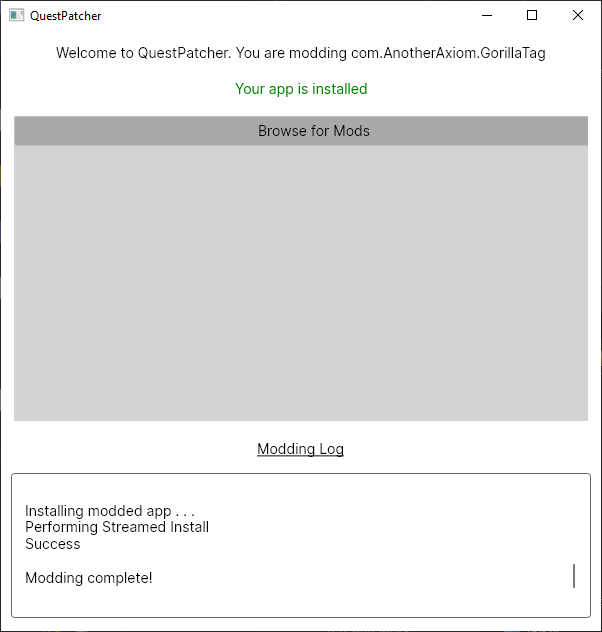 QuestPatcher
Welcome to QuestPatcher. You are modding com.AnotherAxiom.GorillaTag
Your app is installed
Browse for Mods
Modding Log
Installing modded app . . .
Performing Streamed Install
Success
Modding complete!